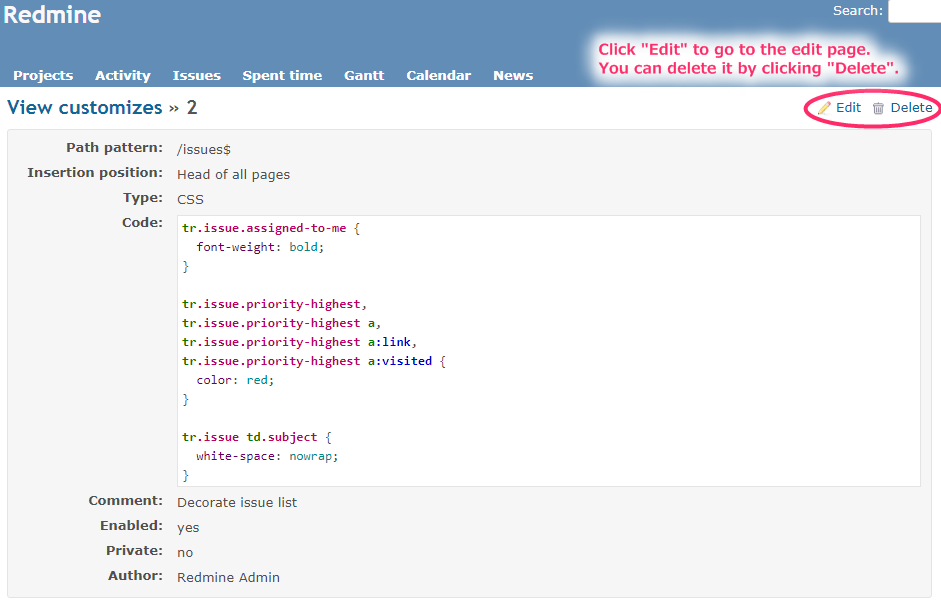 Redmine
Search:
Click "Edit" to go to the edit page.
You can delete it by clicking "Delete".
Projects Activity Issues Spent time Gantt Calendar News
View customizes » 2
Edit Delete
Path pattern: /issues$
Insertion position: Head of all pages
Type: CSS
Code:
tr.issue.assigned-to-me {
  font-weight: bold;
}
tr.issue.priority-highest,
tr.issue.priority-highest a,
tr.issue.priority-highest a:link,
tr.issue.priority-highest a:visited {
  color: red;
}
tr.issue td.subject {
  white-space: nowrap;
}
Comment: Decorate issue list
Enabled: yes
Private: no
Author: Redmine Admin